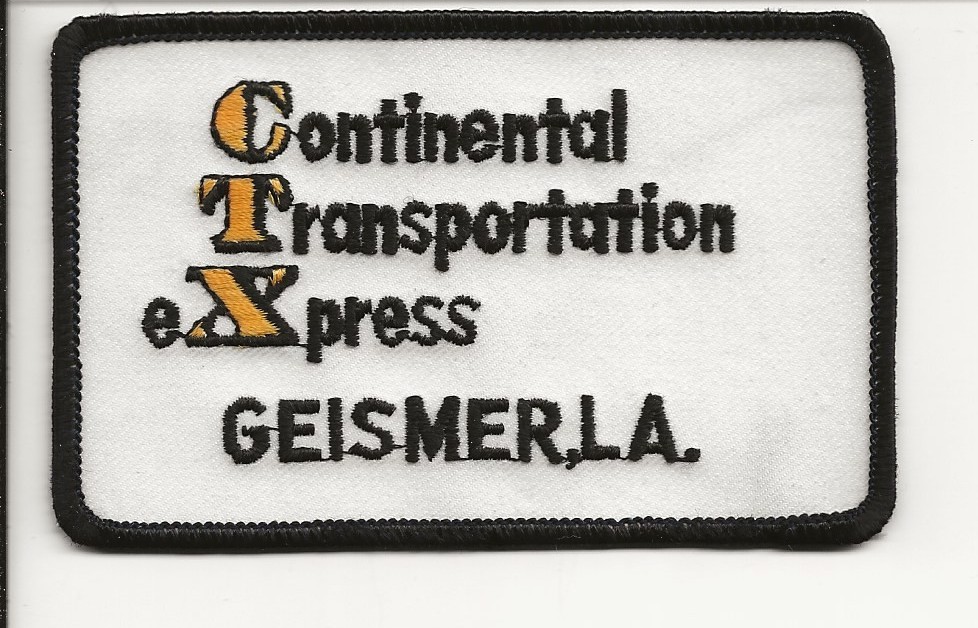 Continental
Transportation
eXpress
GEISMER,LA.